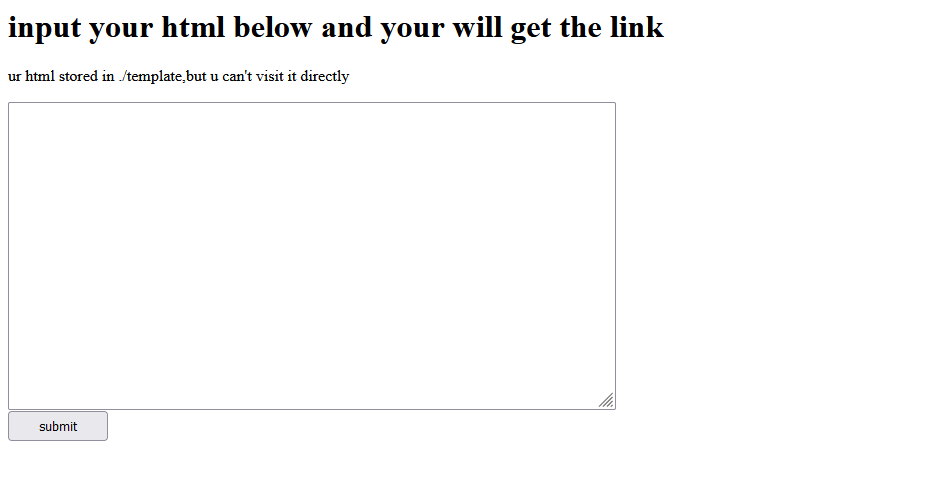 input your html below and your will get the link
ur html stored in ./template,but u can't visit it directly
submit